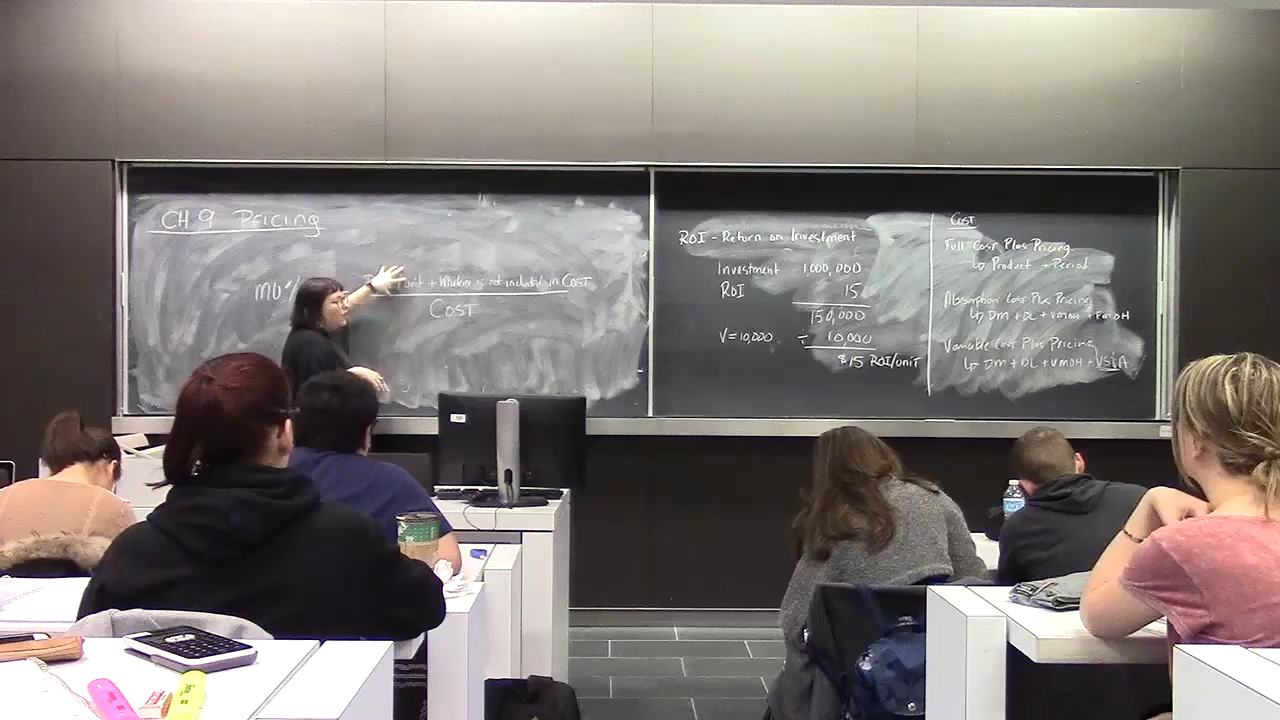 CH 9 Pricing
MU%
unit + Whatever is not included in COST
COST
ROI - Return on Investment
Investment 1,000,000
ROI 15
150,000
V = 10,000 ÷ 10,000
$15 ROI/unit
COST
Full Cost Plus Pricing
↳ Product + Period
Absorption Cost Plus Pricing
↳ DM + DL + VMOH + FMOH
Variable Cost Plus Pricing
↳ DM + DL + VMOH + VS&A